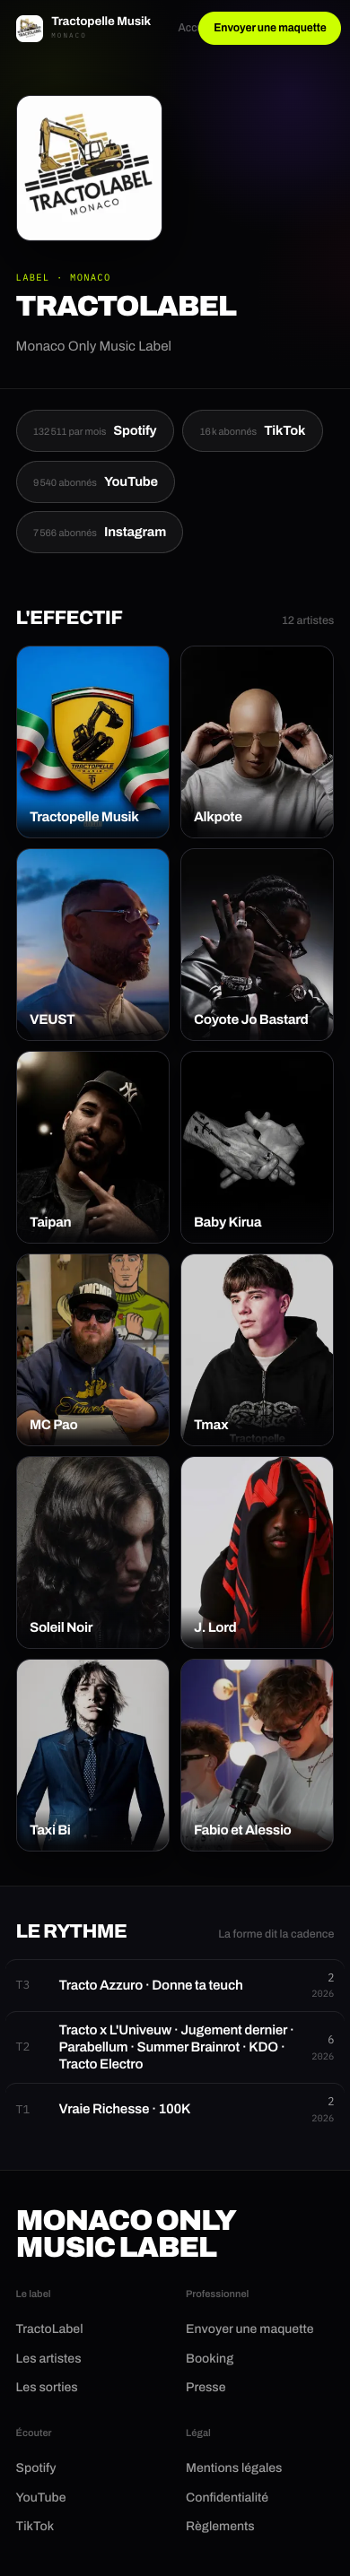 Tractopelle Musik
MONACO
Acc
Envoyer une maquette
TRACTOLABEL
MONACO
LABEL · MONACO
TRACTOLABEL
Monaco Only Music Label
132 511 par mois Spotify
16 k abonnés TikTok
9 540 abonnés YouTube
7 566 abonnés Instagram
L'EFFECTIF
12 artistes
TRACTOPELLE
Tractopelle Musik
Alkpote
VEUST
Coyote Jo Bastard
Taipan
Baby Kirua
YMCMB
MC Pao
Tmax
Tractopelle
Soleil Noir
J. Lord
Taxi Bi
Fabio et Alessio
LE RYTHME
La forme dit la cadence
T3
Tracto Azzuro · Donne ta teuch
2
2026
T2
Tracto x L'Univeuw · Jugement dernier ·
Parabellum · Summer Brainrot · KDO ·
Tracto Electro
6
2026
T1
Vraie Richesse · 100K
2
2026
MONACO ONLY
MUSIC LABEL
Le label
TractoLabel
Les artistes
Les sorties
Professionnel
Envoyer une maquette
Booking
Presse
Écouter
Spotify
YouTube
TikTok
Légal
Mentions légales
Confidentialité
Règlements